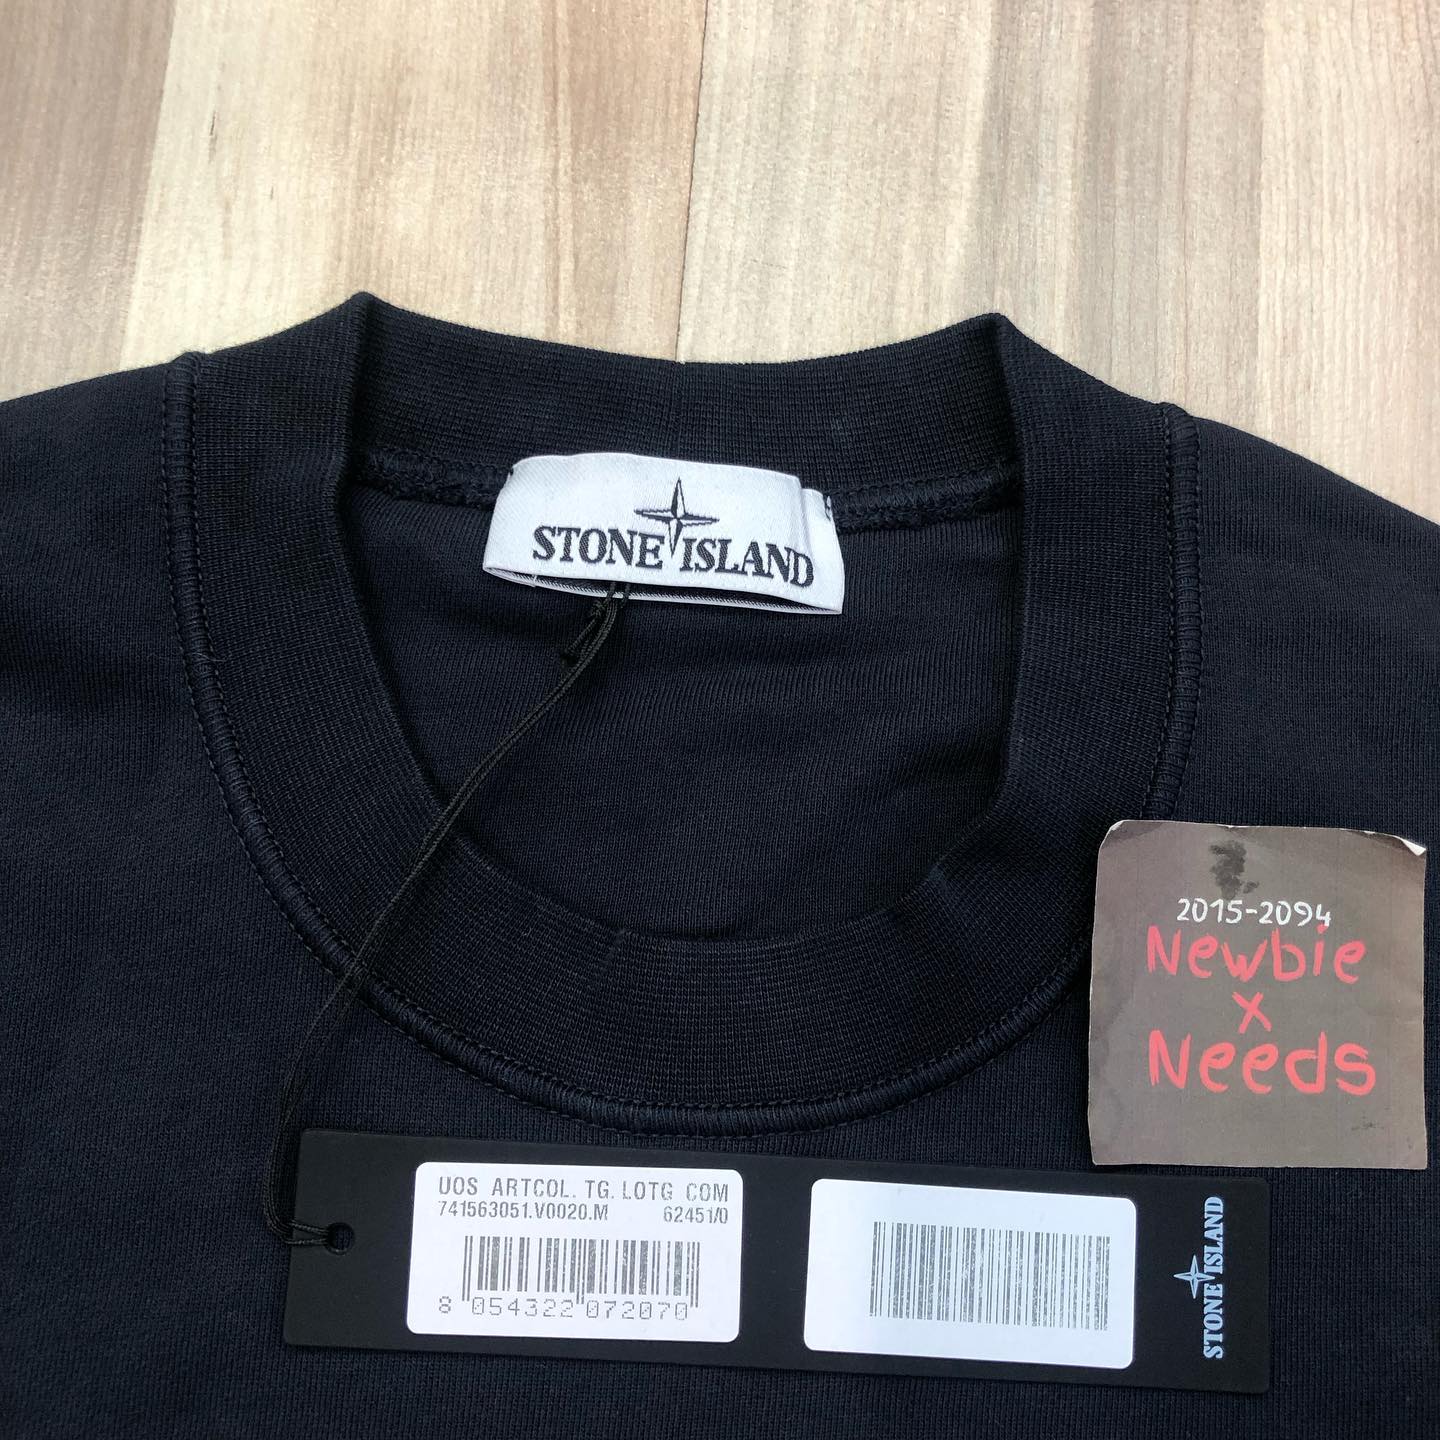 STONE ISLAND
2015-2094
Newbie
x
Needs
UOS ARTCOL. TG. LOTG COM
741563051.V0020.M 62451/0
8 054322 072070
STONE ISLAND